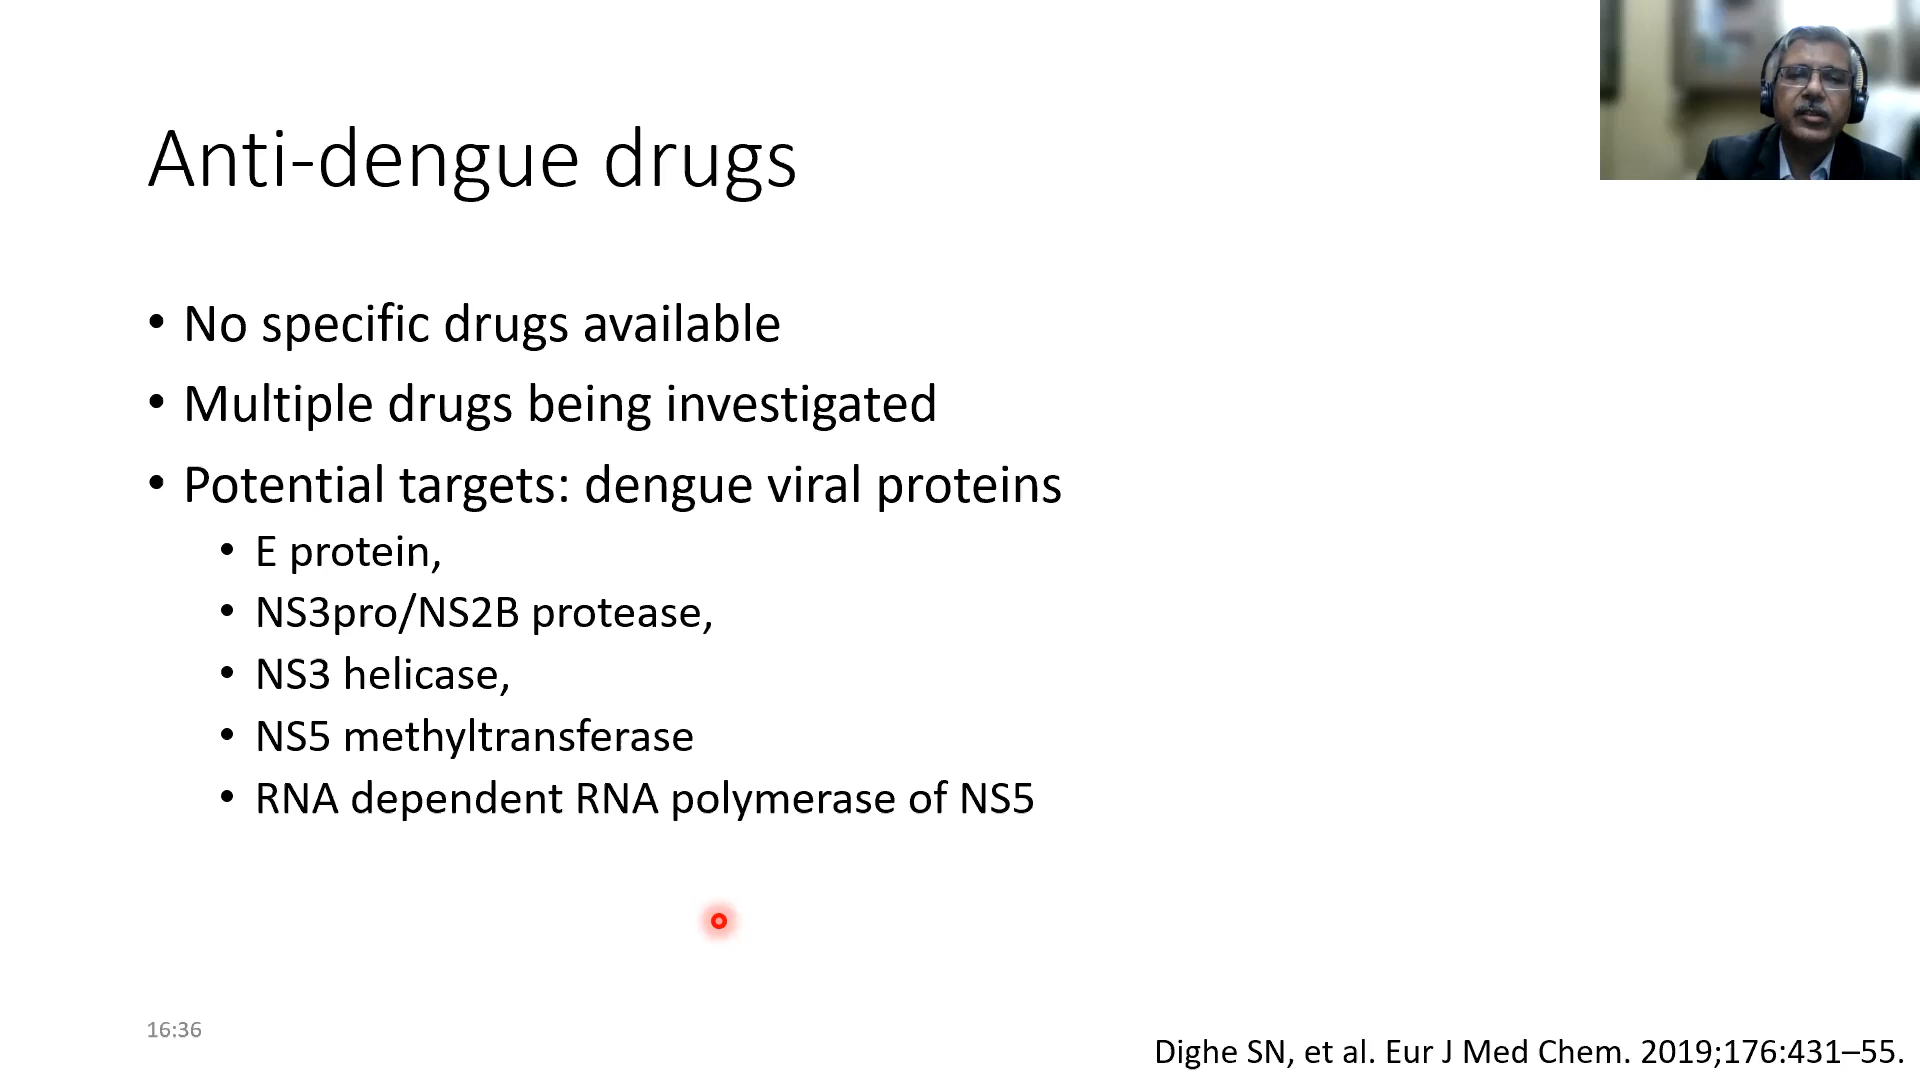 Anti-dengue drugs
• No specific drugs available
• Multiple drugs being investigated
• Potential targets: dengue viral proteins
• E protein,
• NS3pro/NS2B protease,
• NS3 helicase,
• NS5 methyltransferase
• RNA dependent RNA polymerase of NS5
16:36
Dighe SN, et al. Eur J Med Chem. 2019;176:431–55.